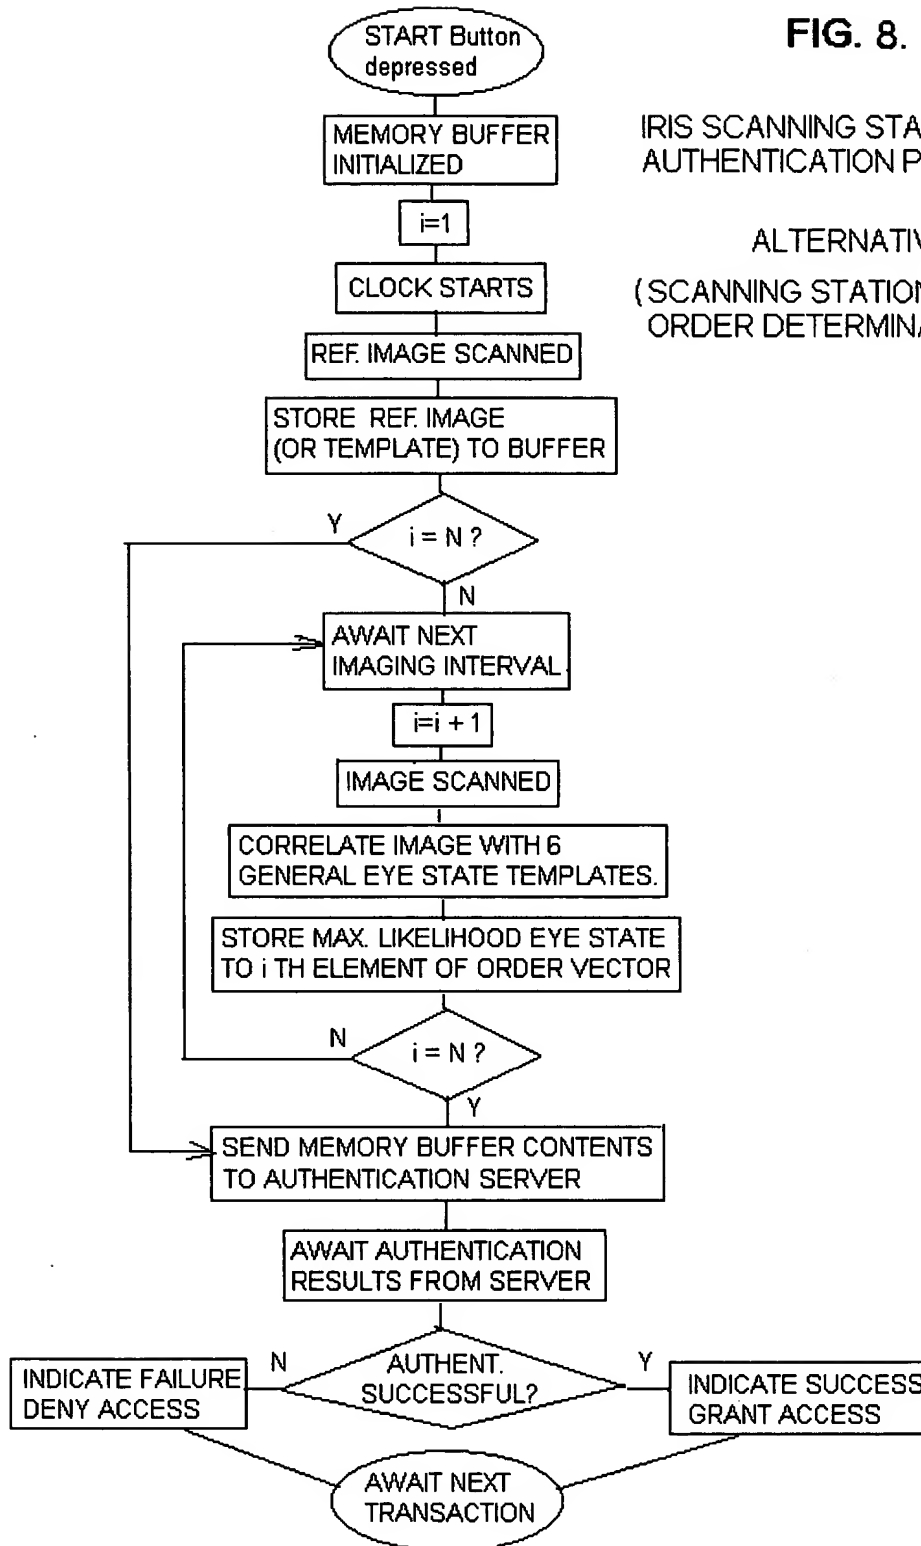 START Button
depressed
FIG. 8.
MEMORY BUFFER
INITIALIZED
IRIS SCANNING STA
AUTHENTICATION P
i=1
ALTERNATIV
CLOCK STARTS
(SCANNING STATION
ORDER DETERMINA
REF. IMAGE SCANNED
STORE REF. IMAGE
(OR TEMPLATE) TO BUFFER
Y
i = N ?
N
AWAIT NEXT
IMAGING INTERVAL
i=i + 1
IMAGE SCANNED
CORRELATE IMAGE WITH 6
GENERAL EYE STATE TEMPLATES.
STORE MAX. LIKELIHOOD EYE STATE
TO i TH ELEMENT OF ORDER VECTOR
N
i = N ?
Y
SEND MEMORY BUFFER CONTENTS
TO AUTHENTICATION SERVER
AWAIT AUTHENTICATION
RESULTS FROM SERVER
N
AUTHENT.
SUCCESSFUL?
Y
INDICATE FAILURE
DENY ACCESS
INDICATE SUCCESS
GRANT ACCESS
AWAIT NEXT
TRANSACTION